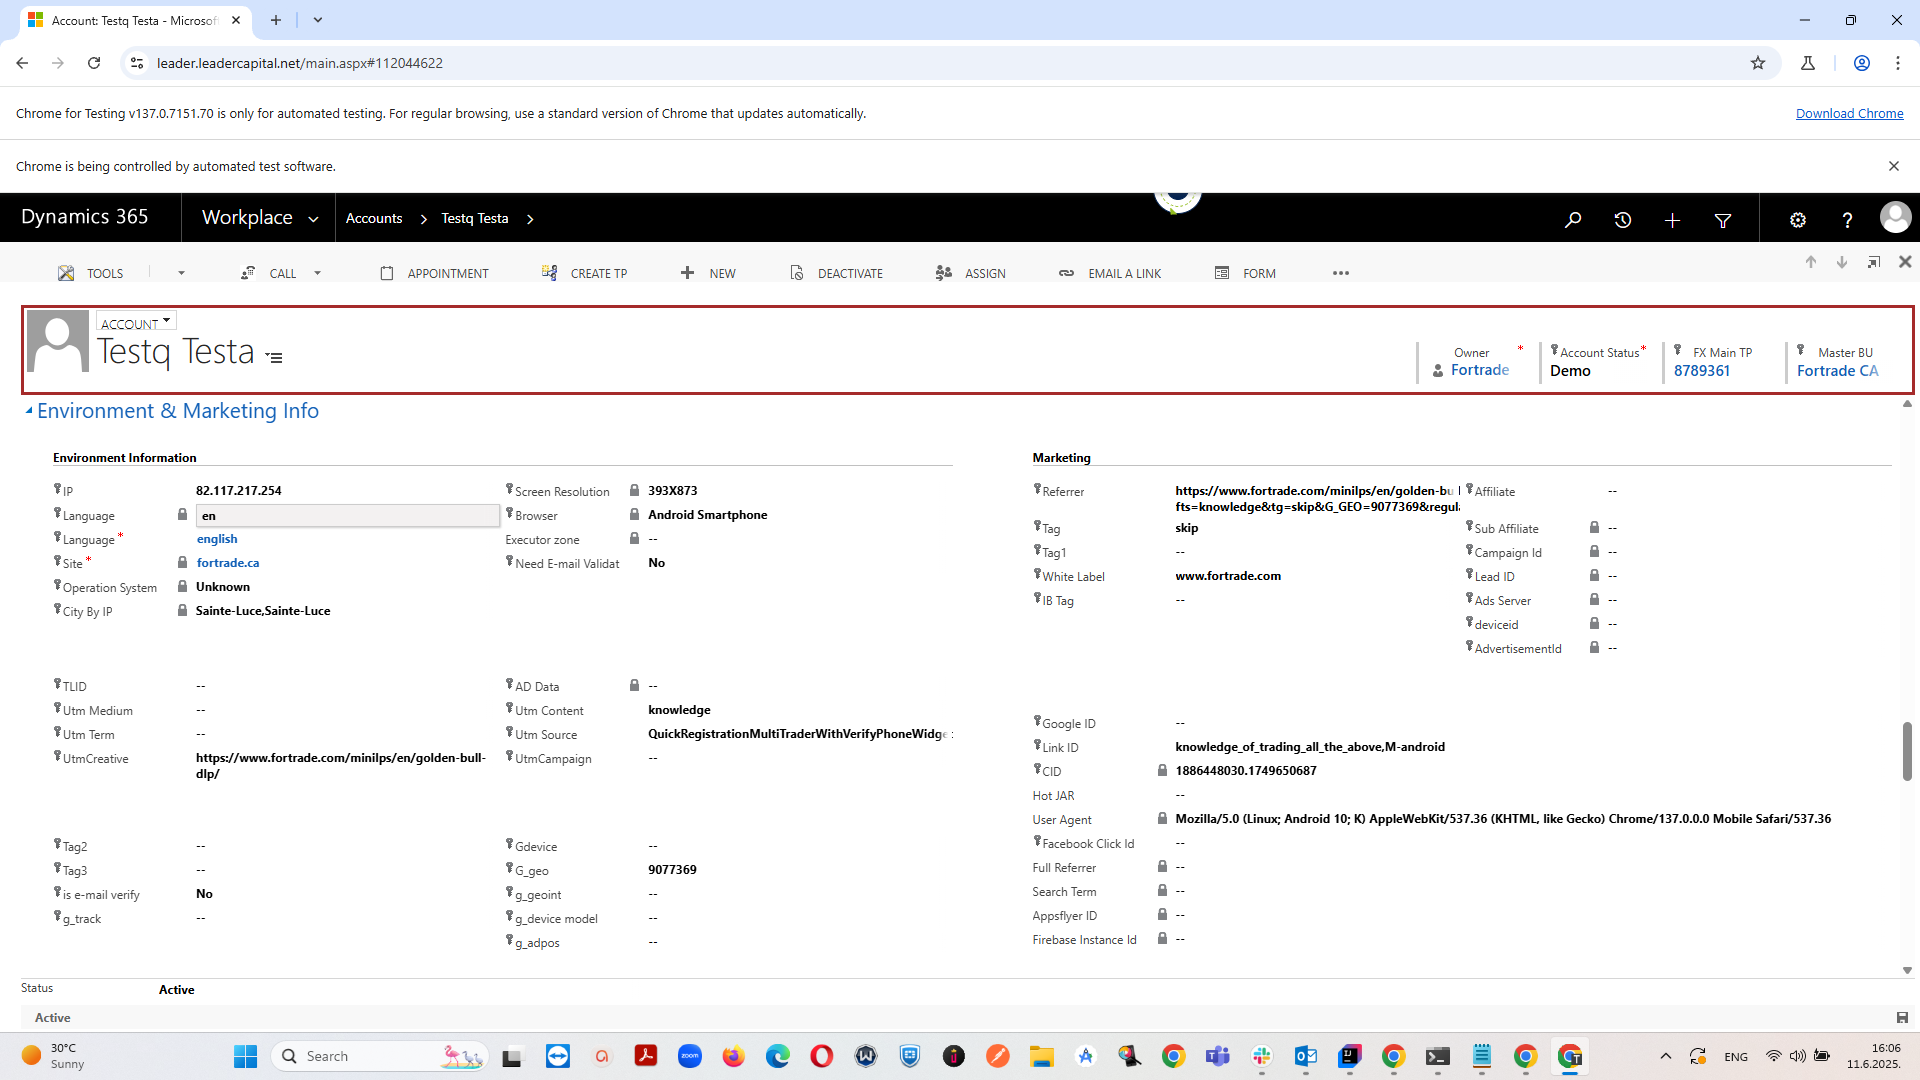 Account: Testq Testa - Microsof
leader.leadercapital.net/main.aspx#112044622
Chrome for Testing v137.0.7151.70 is only for automated testing. For regular browsing, use a standard version of Chrome that updates automatically.
Download Chrome
Chrome is being controlled by automated test software.
Dynamics 365
Workplace
Accounts
Testq Testa
TOOLS
CALL
APPOINTMENT
CREATE TP
NEW
DEACTIVATE
ASSIGN
EMAIL A LINK
FORM
ACCOUNT
Testq Testa
Owner *
Fortrade
Account Status*
Demo
FX Main TP
8789361
Master BU
Fortrade CA
Environment & Marketing Info
Environment Information
IP 82.117.217.254
Language en
Language * english
Site * fortrade.ca
Operation System Unknown
City By IP Sainte-Luce,Sainte-Luce
Screen Resolution 393X873
Browser Android Smartphone
Executor zone --
Need E-mail Validat No
TLID --
Utm Medium --
Utm Term --
UtmCreative https://www.fortrade.com/minilps/en/golden-bull-
dlp/
AD Data --
Utm Content knowledge
Utm Source QuickRegistrationMultiTraderWithVerifyPhoneWidge
UtmCampaign --
Tag2 --
Tag3 --
is e-mail verify No
g_track --
Gdevice --
G_geo 9077369
g_geoint --
g_device model --
g_adpos --
Marketing
Referrer https://www.fortrade.com/minilps/en/golden-bu
fts=knowledge&tg=skip&G_GEO=9077369&regul
Tag skip
Tag1 --
White Label www.fortrade.com
IB Tag --
Affiliate --
Sub Affiliate --
Campaign Id --
Lead ID --
Ads Server --
deviceid --
AdvertisementId --
Google ID --
Link ID knowledge_of_trading_all_the_above,M-android
CID 1886448030.1749650687
Hot JAR --
User Agent Mozilla/5.0 (Linux; Android 10; K) AppleWebKit/537.36 (KHTML, like Gecko) Chrome/137.0.0.0 Mobile Safari/537.36
Facebook Click Id --
Full Referrer --
Search Term --
Appsflyer ID --
Firebase Instance Id --
Status Active
Active
30°C
Sunny
Search
zoom
ENG
16:06
11.6.2025.